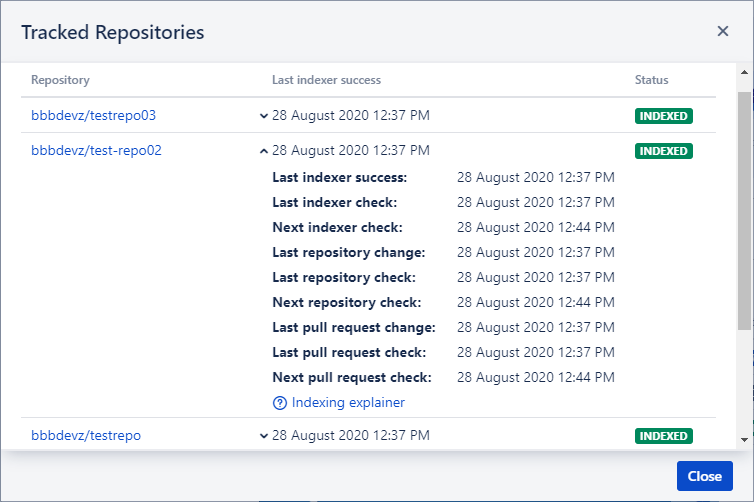 Tracked Repositories
Repository Last indexer success Status
bbbdevz/testrepo03 28 August 2020 12:37 PM INDEXED
bbbdevz/test-repo02 28 August 2020 12:37 PM INDEXED
Last indexer success: 28 August 2020 12:37 PM
Last indexer check: 28 August 2020 12:37 PM
Next indexer check: 28 August 2020 12:44 PM
Last repository change: 28 August 2020 12:37 PM
Last repository check: 28 August 2020 12:37 PM
Next repository check: 28 August 2020 12:44 PM
Last pull request change: 28 August 2020 12:37 PM
Last pull request check: 28 August 2020 12:37 PM
Next pull request check: 28 August 2020 12:44 PM
Indexing explainer
bbbdevz/testrepo 28 August 2020 12:37 PM INDEXED
Close